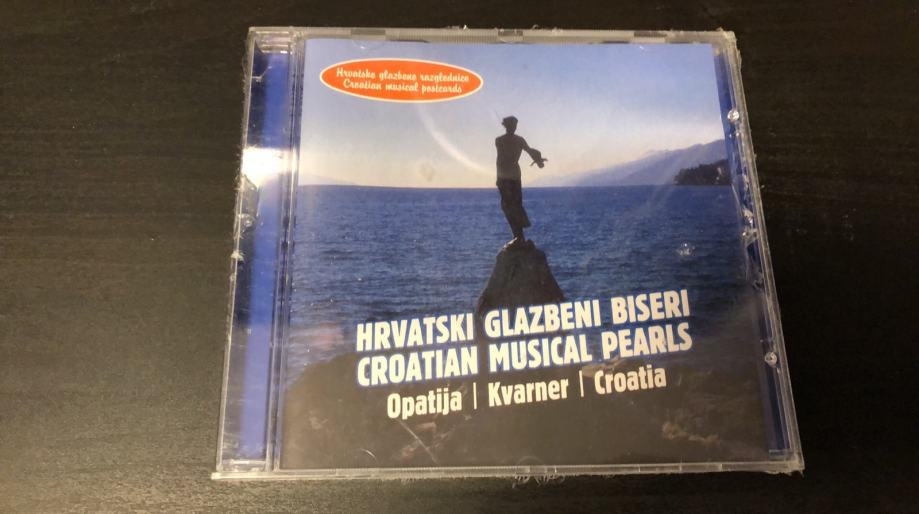 Hrvatske glazbene razglednice
Croatian musical postcards
HRVATSKI GLAZBENI BISERI
CROATIAN MUSICAL PEARLS
Opatija | Kvarner | Croatia